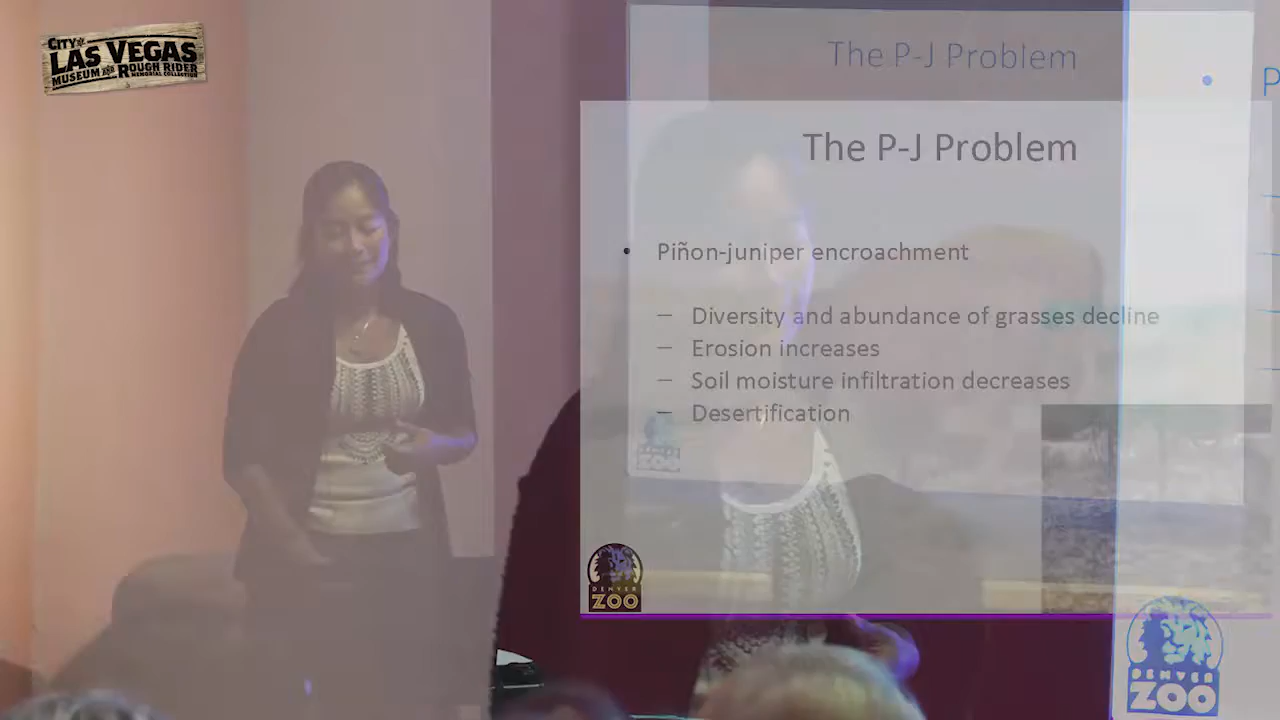 CITY OF
LAS VEGAS
MUSEUM AND ROUGH RIDER
MEMORIAL COLLECTION
The P-J Problem
P
The P-J Problem
• Piñon-juniper encroachment
– Diversity and abundance of grasses decline
– Erosion increases
– Soil moisture infiltration decreases
– Desertification
ZOO
DENVER
ZOO
DENVER
ZOO